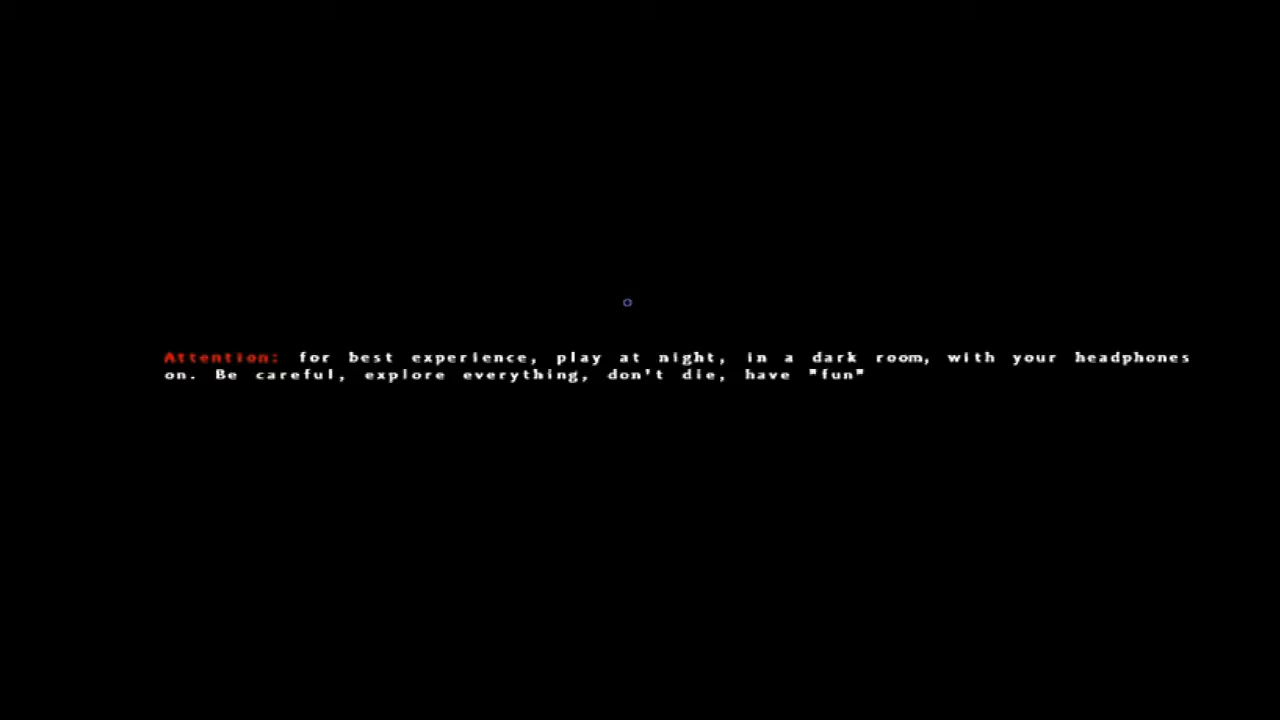 Attention: for best experience, play at night, in a dark room, with your headphones
on. Be careful, explore everything, don't die, have "fun"